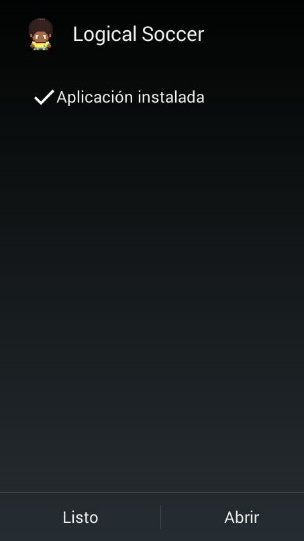 Logical Soccer
Aplicación instalada
Listo
Abrir